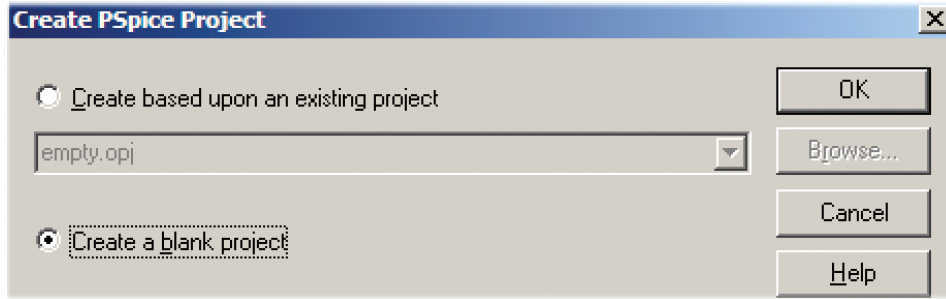 Create PSpice Project
Create based upon an existing project
OK
empty.opj
Browse...
Cancel
Create a blank project
Help